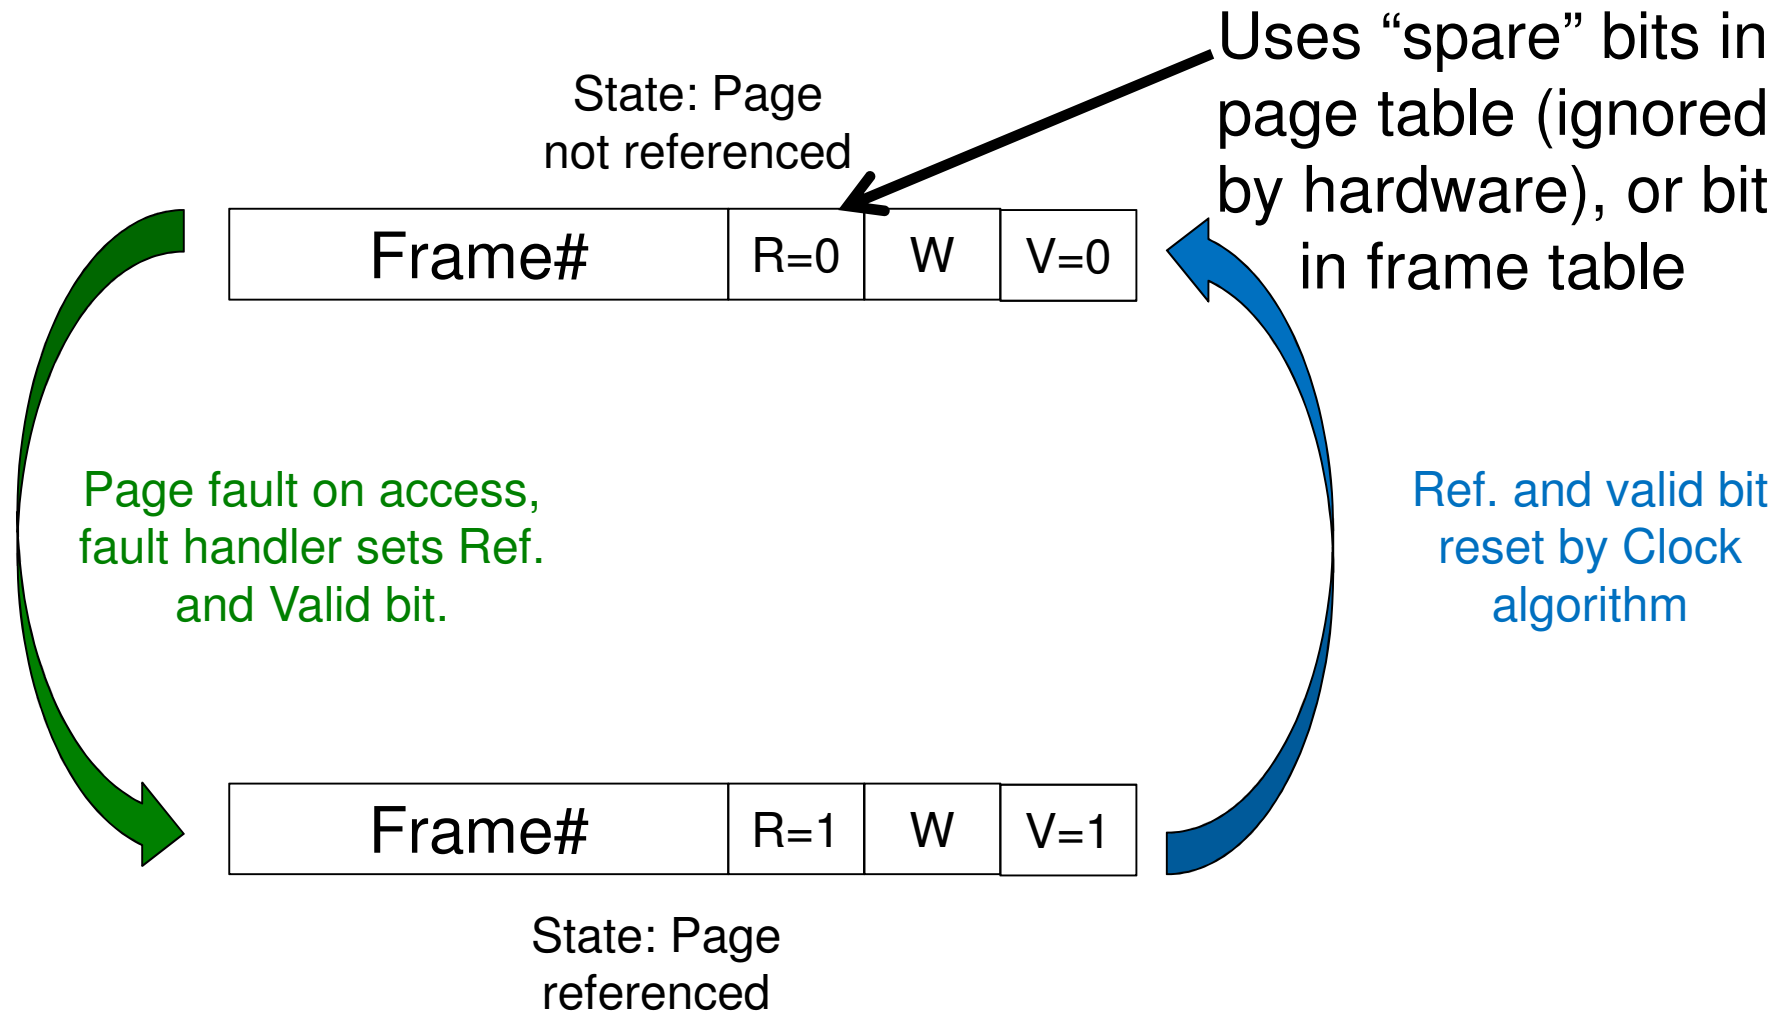 Uses “spare” bits in
page table (ignored
by hardware), or bit
in frame table
State: Page
not referenced
Frame# R=0 W V=0
Page fault on access,
fault handler sets Ref.
and Valid bit.
Ref. and valid bit
reset by Clock
algorithm
Frame# R=1 W V=1
State: Page
referenced